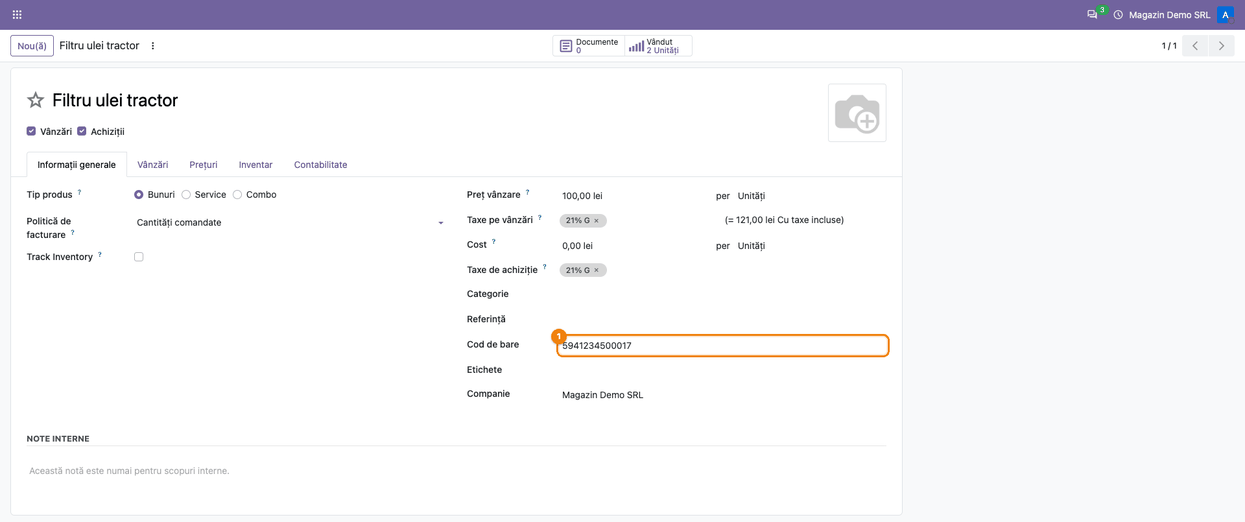 3
Magazin Demo SRL
A
Nou(ă)
Filtru ulei tractor
Documente
0
Vândut
2 Unități
1 / 1
Filtru ulei tractor
Vânzări
Achiziții
Informații generale
Vânzări
Prețuri
Inventar
Contabilitate
Tip produs ?
Bunuri
Service
Combo
Politică de
facturare ?
Cantități comandate
Track Inventory ?
Preț vânzare ?
100,00 lei
per Unități
Taxe pe vânzări ?
21% G ×
(= 121,00 lei Cu taxe incluse)
Cost ?
0,00 lei
per Unități
Taxe de achiziție ?
21% G ×
Categorie
Referință
1
Cod de bare
5941234500017
Etichete
Companie
Magazin Demo SRL
NOTE INTERNE
Această notă este numai pentru scopuri interne.